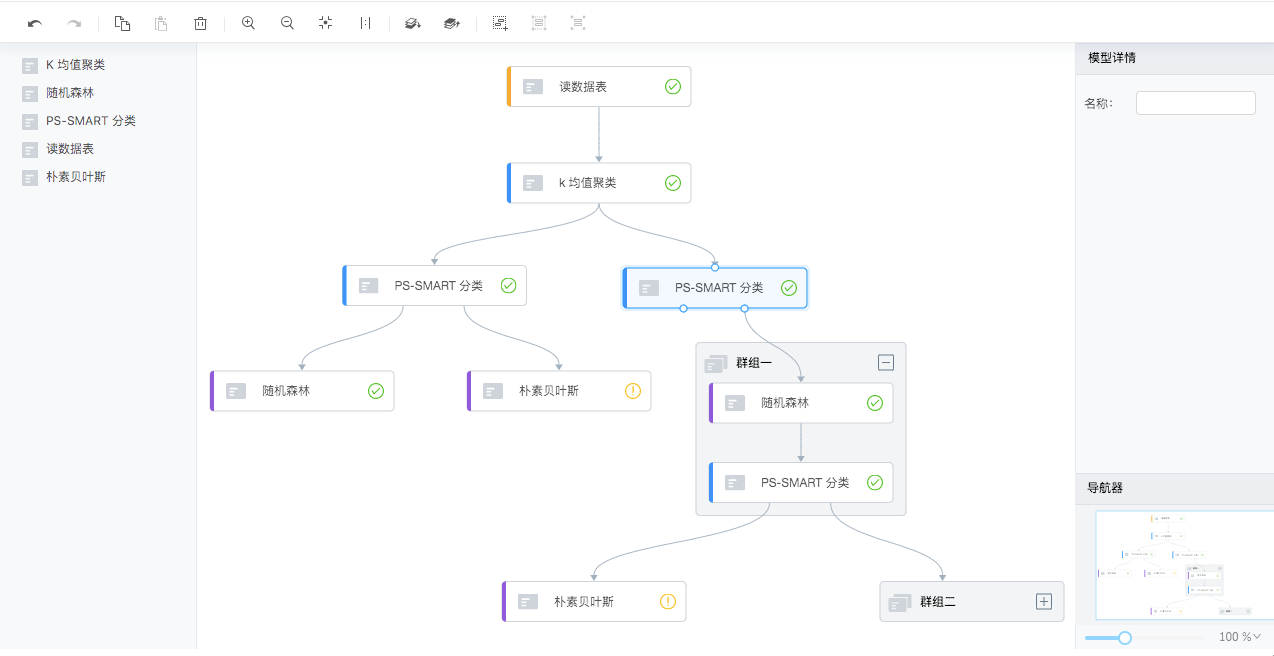 K 均值聚类
随机森林
PS-SMART 分类
读数据表
朴素贝叶斯
读数据表
k 均值聚类
PS-SMART 分类
PS-SMART 分类
随机森林
朴素贝叶斯
群组一
随机森林
PS-SMART 分类
朴素贝叶斯
群组二
模型详情
名称:
导航器
100 %